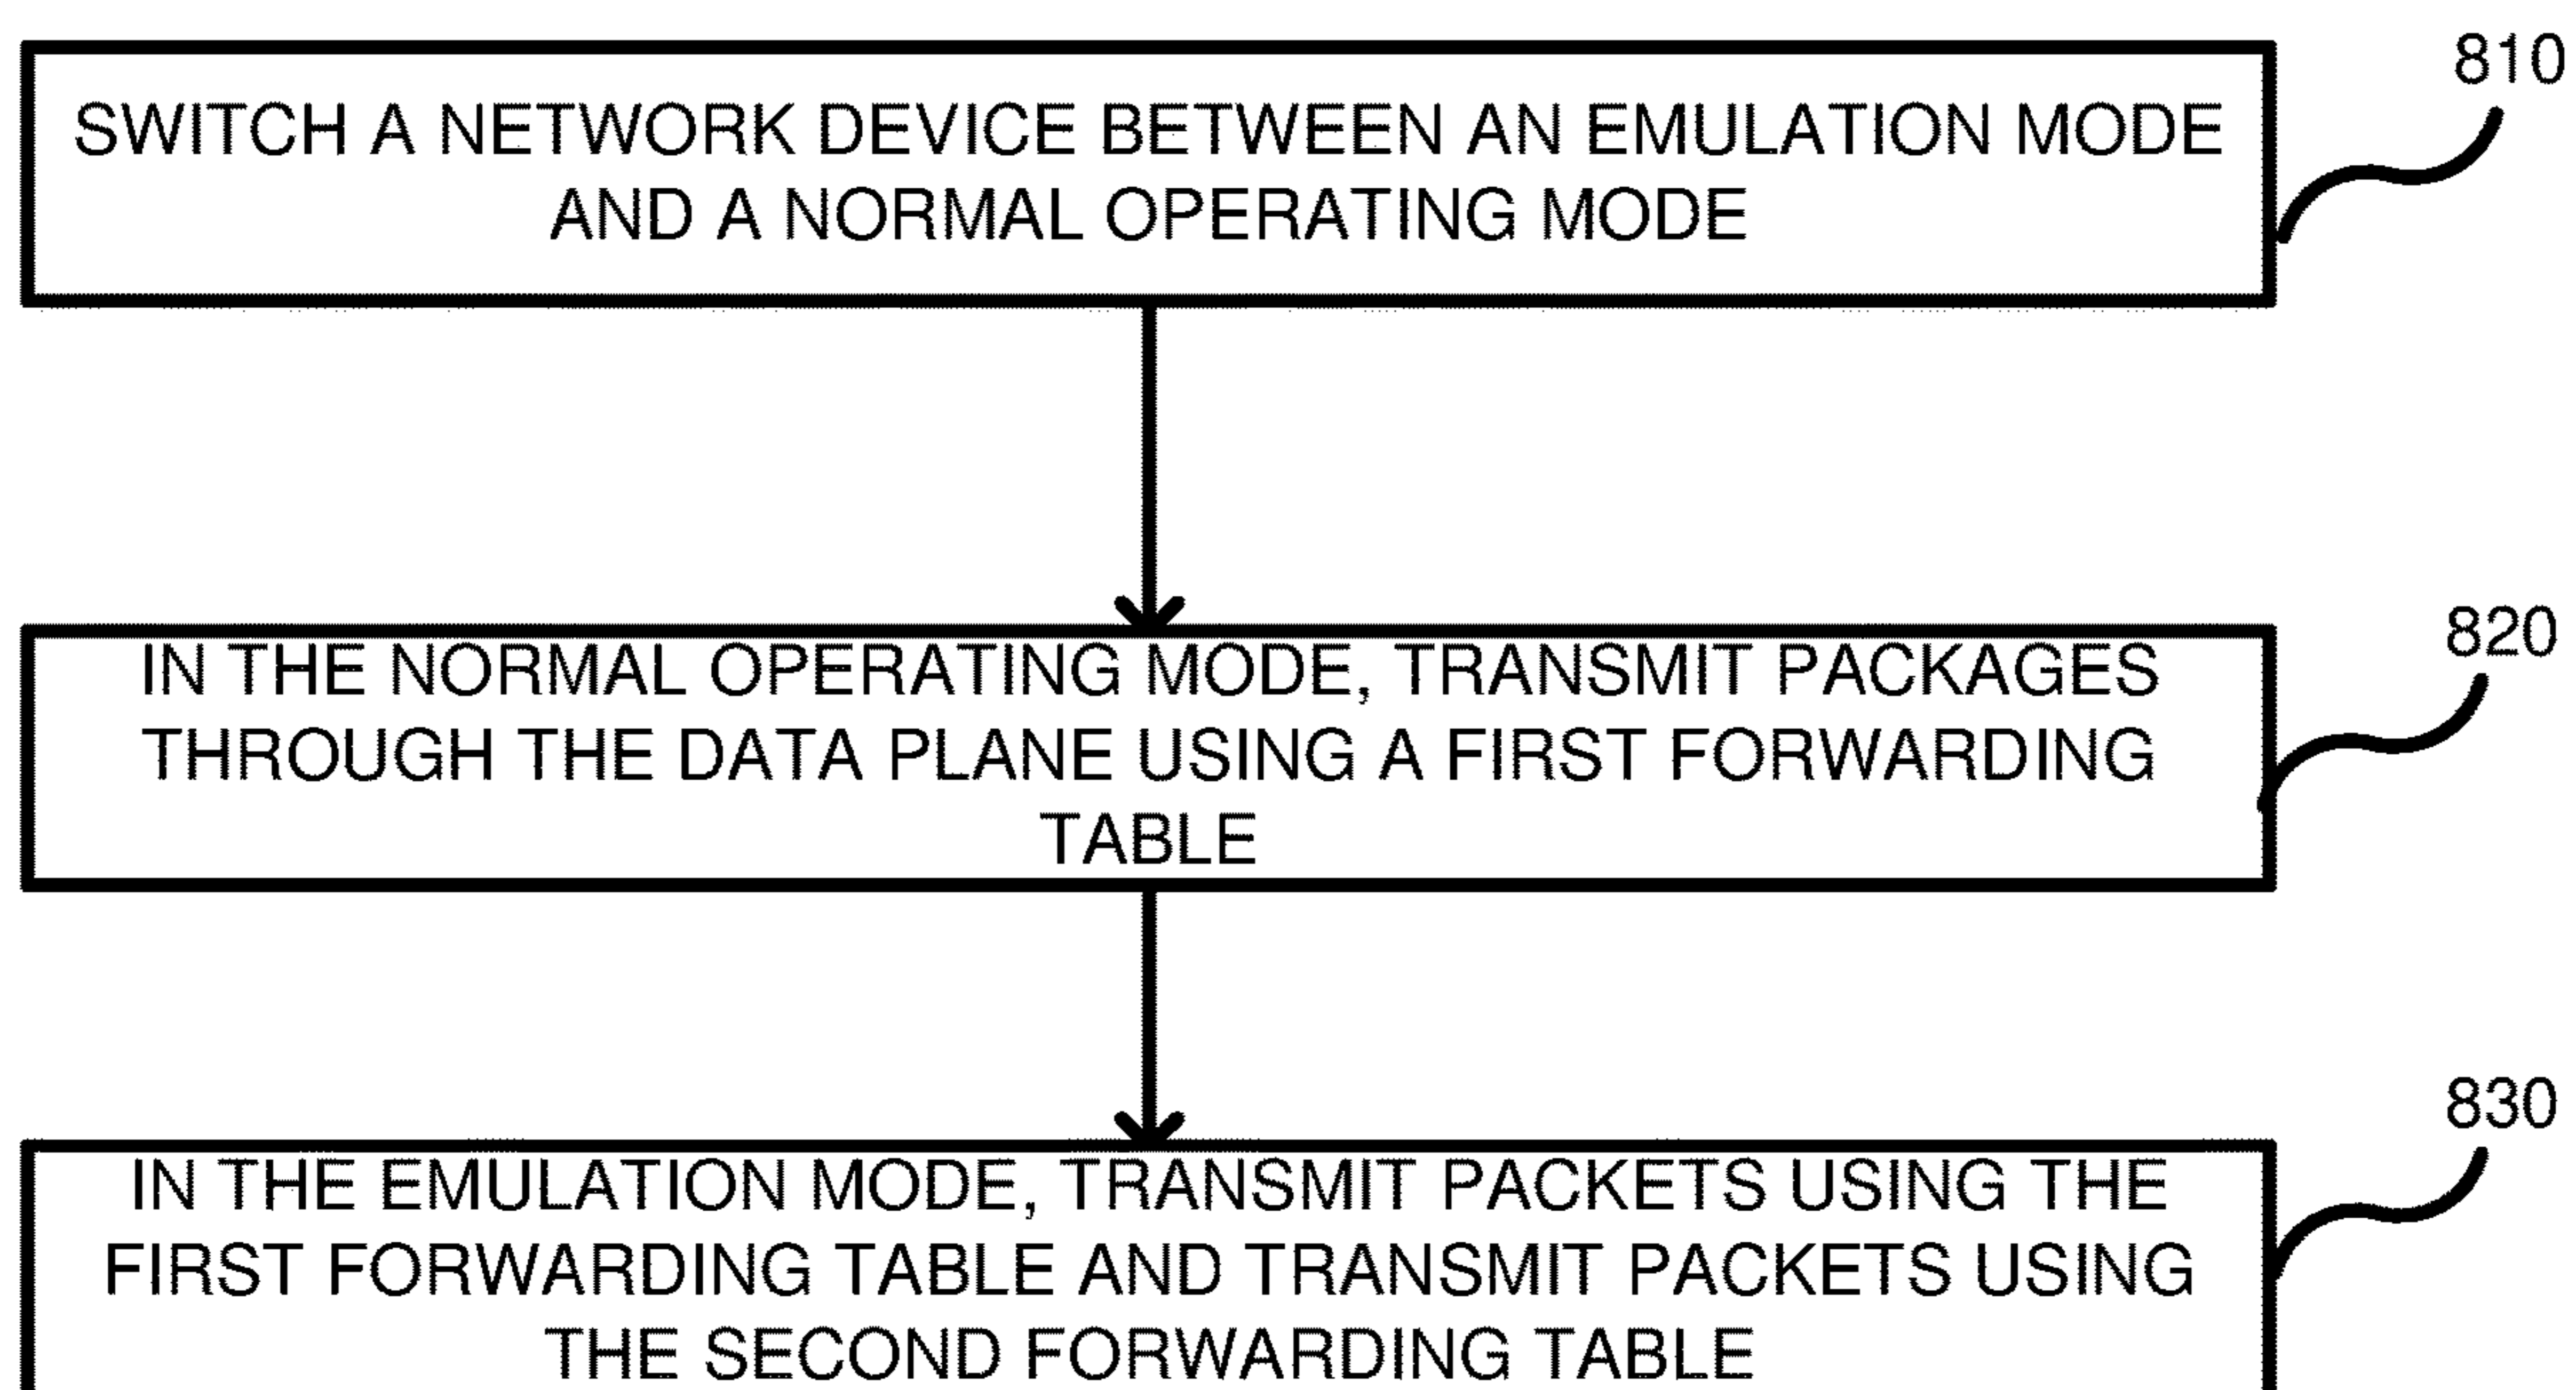 810
SWITCH A NETWORK DEVICE BETWEEN AN EMULATION MODE
AND A NORMAL OPERATING MODE
820
IN THE NORMAL OPERATING MODE, TRANSMIT PACKAGES
THROUGH THE DATA PLANE USING A FIRST FORWARDING
TABLE
830
IN THE EMULATION MODE, TRANSMIT PACKETS USING THE
FIRST FORWARDING TABLE AND TRANSMIT PACKETS USING
THE SECOND FORWARDING TABLE